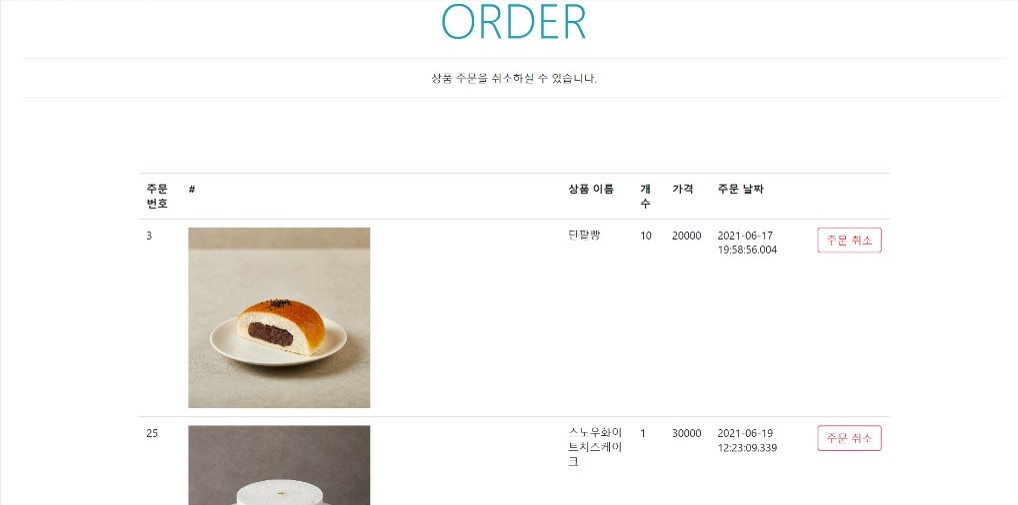 ORDER
상품 주문을 취소하실 수 있습니다.
주문 번호 # 상품 이름 개수 가격 주문 날짜
3 단팥빵 10 20000 2021-06-17 19:58:56.004 주문 취소
25 스노우화이트치즈케이크 1 30000 2021-06-19 12:23:09.339 주문 취소